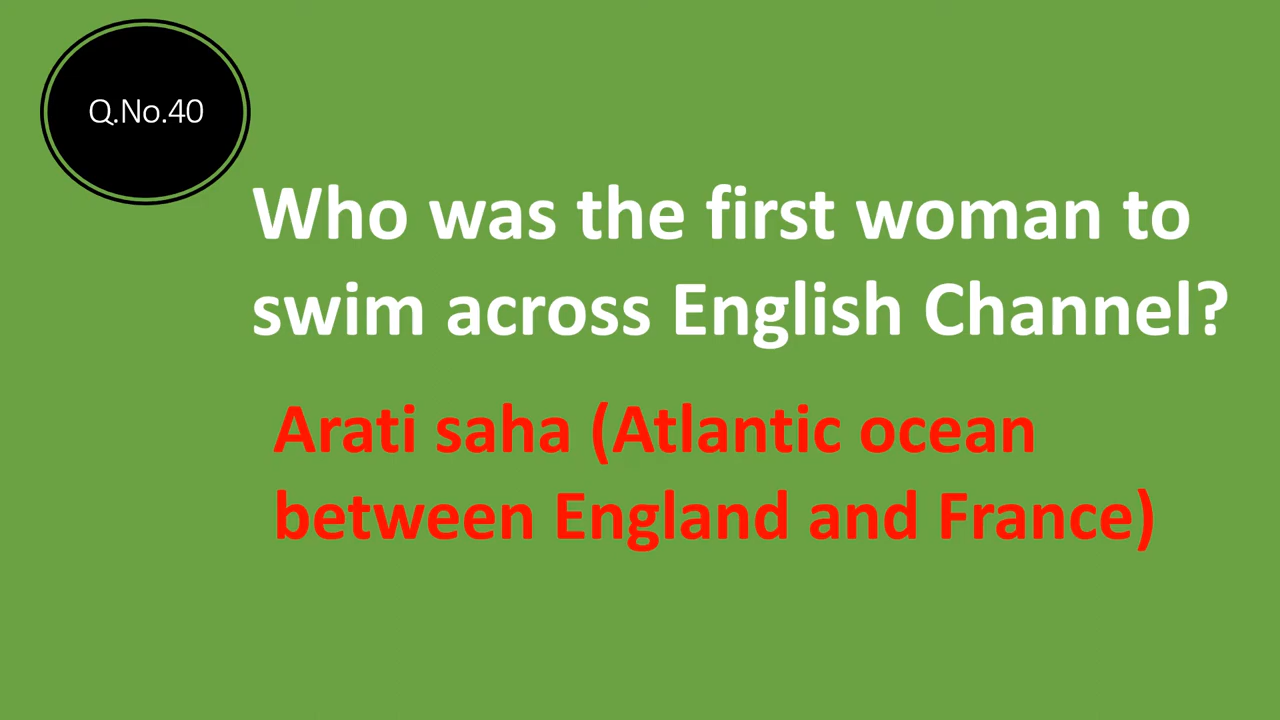 Q.No.40
Who was the first woman to
swim across English Channel?
Arati saha (Atlantic ocean
between England and France)